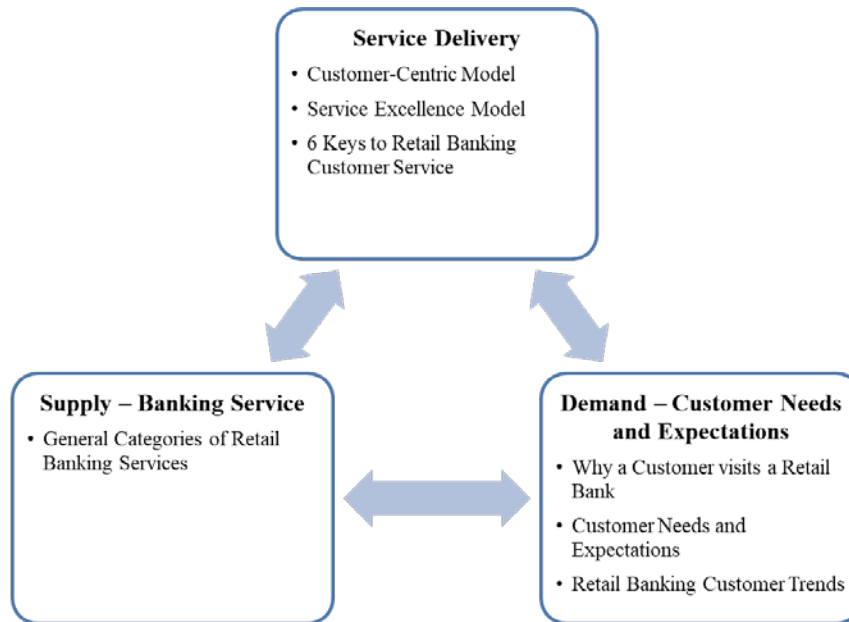 Service Delivery
• Customer-Centric Model
• Service Excellence Model
• 6 Keys to Retail Banking
Customer Service
Supply – Banking Service
• General Categories of Retail
Banking Services
Demand – Customer Needs
and Expectations
• Why a Customer visits a Retail
Bank
• Customer Needs and
Expectations
• Retail Banking Customer Trends